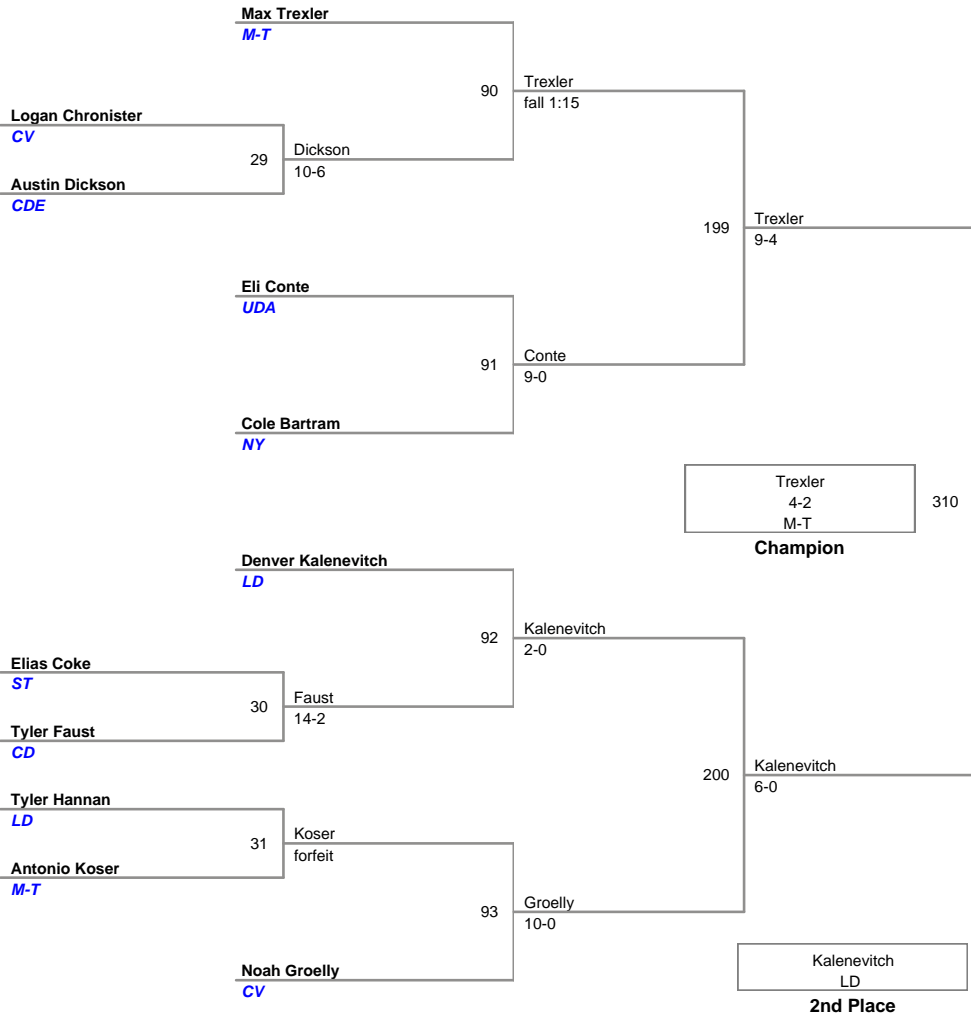 Max Trexler
M-T
Trexler
90
fall 1:15
Logan Chronister
CV
Dickson
29
10-6
Austin Dickson
CDE
Trexler
199
9-4
Eli Conte
UDA
Conte
91
9-0
Cole Bartram
NY
Trexler
4-2
310
M-T
Champion
Denver Kalenevitch
LD
Kalenevitch
92
2-0
Elias Coke
ST
Faust
30
14-2
Tyler Faust
CD
Kalenevitch
200
6-0
Tyler Hannan
LD
Koser
31
forfeit
Antonio Koser
M-T
Groelly
93
10-0
Noah Groelly
CV
Kalenevitch
LD
2nd Place